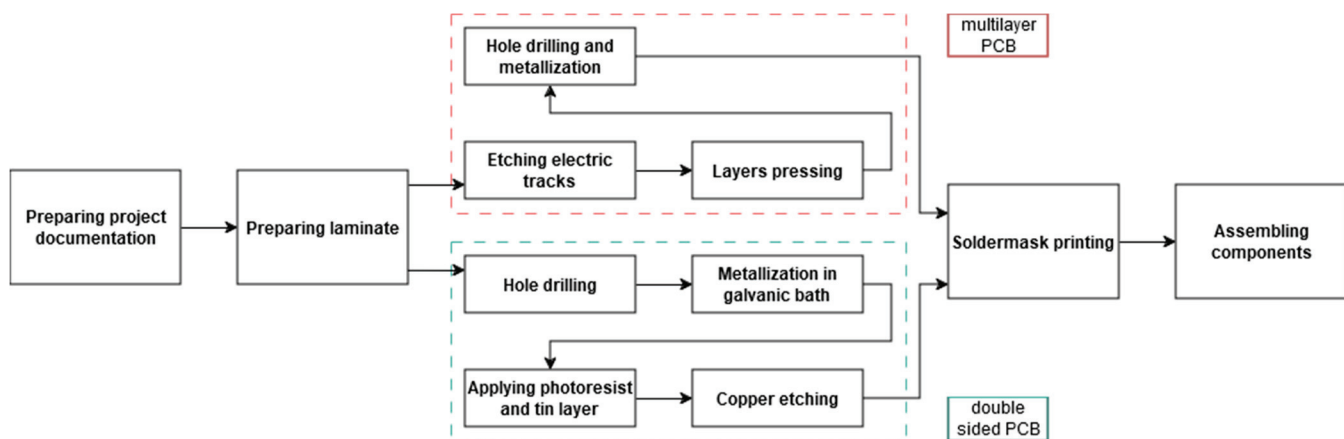 multilayer
PCB
Hole drilling and
metallization
Etching electric
tracks
Layers pressing
Preparing project
documentation
Preparing laminate
Soldermask printing
Assembling
components
Hole drilling
Metallization in
galvanic bath
Applying photoresist
and tin layer
Copper etching
double
sided PCB